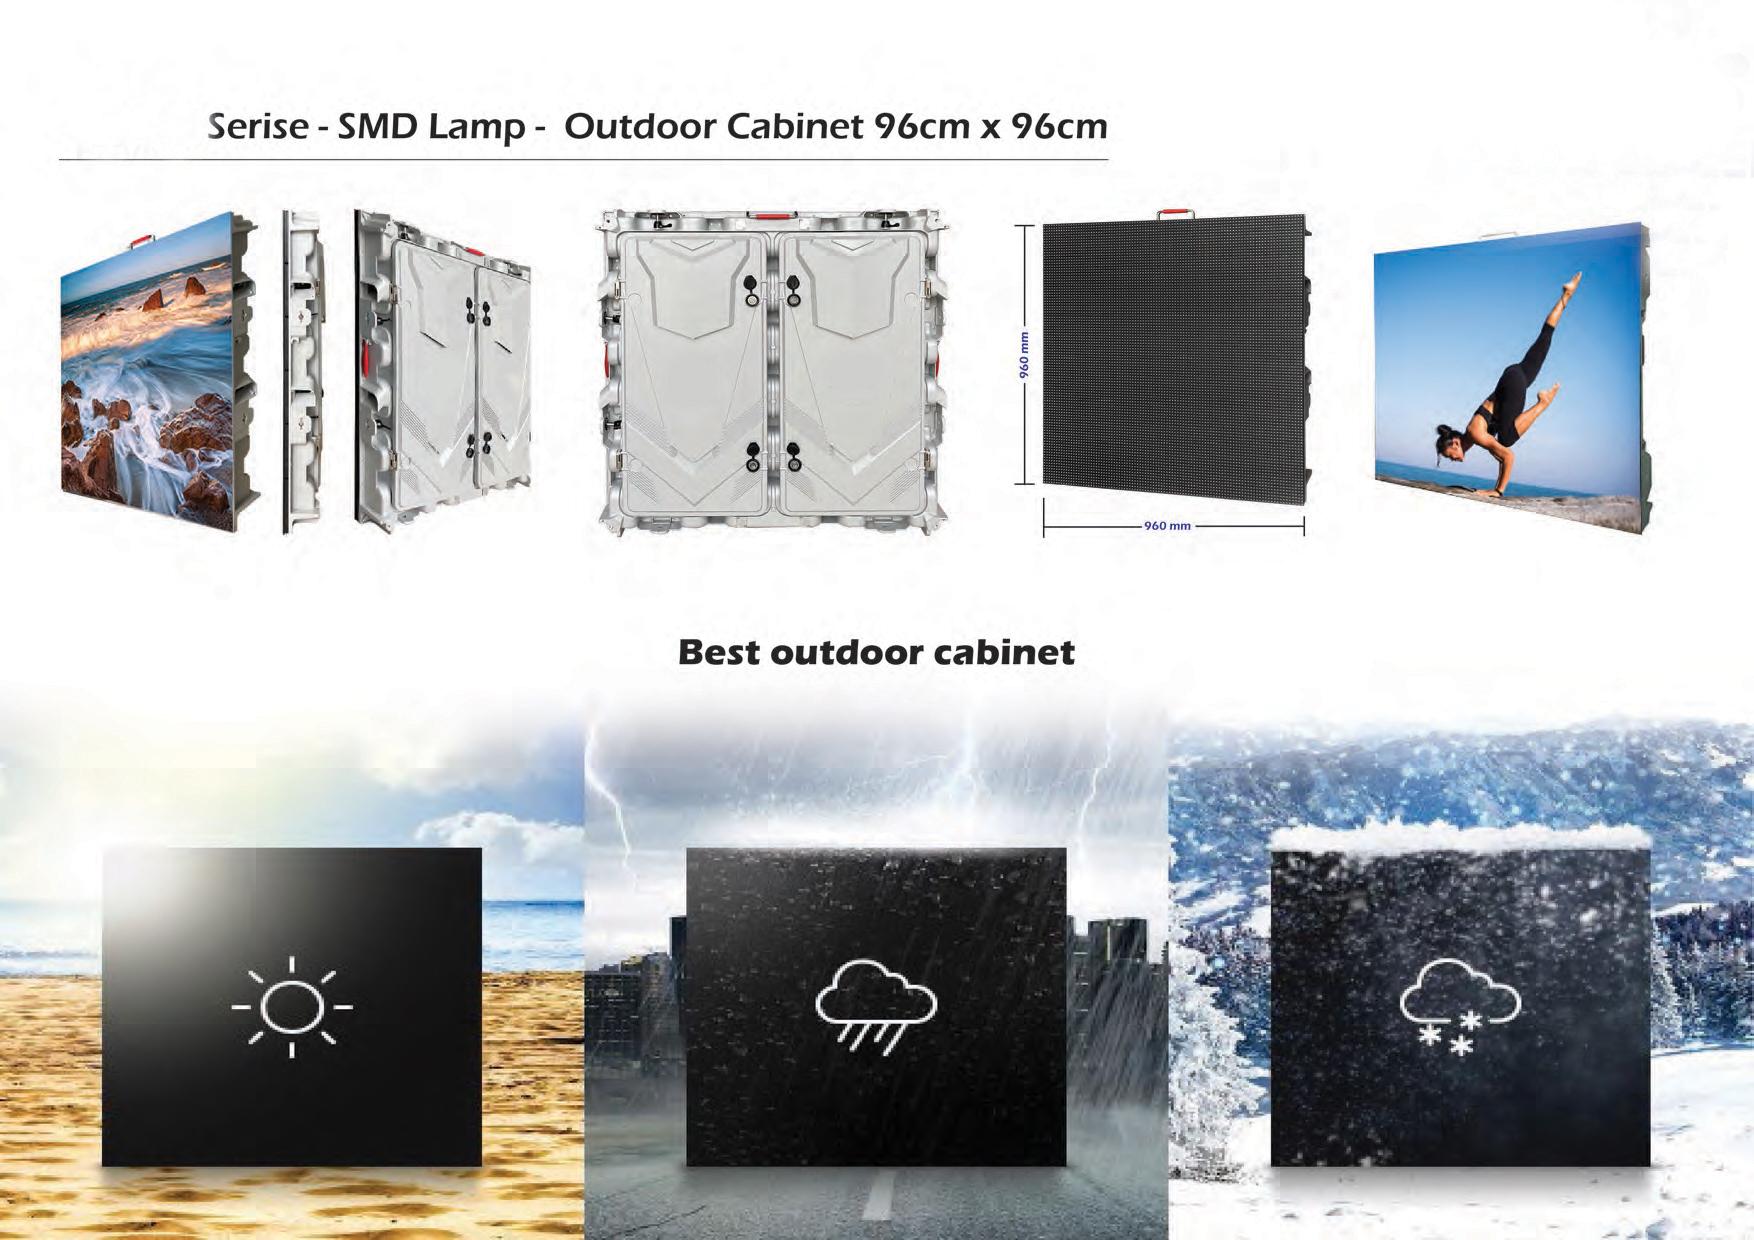 Serise - SMD Lamp - Outdoor Cabinet 96cm x 96cm
960 mm
960 mm
Best outdoor cabinet